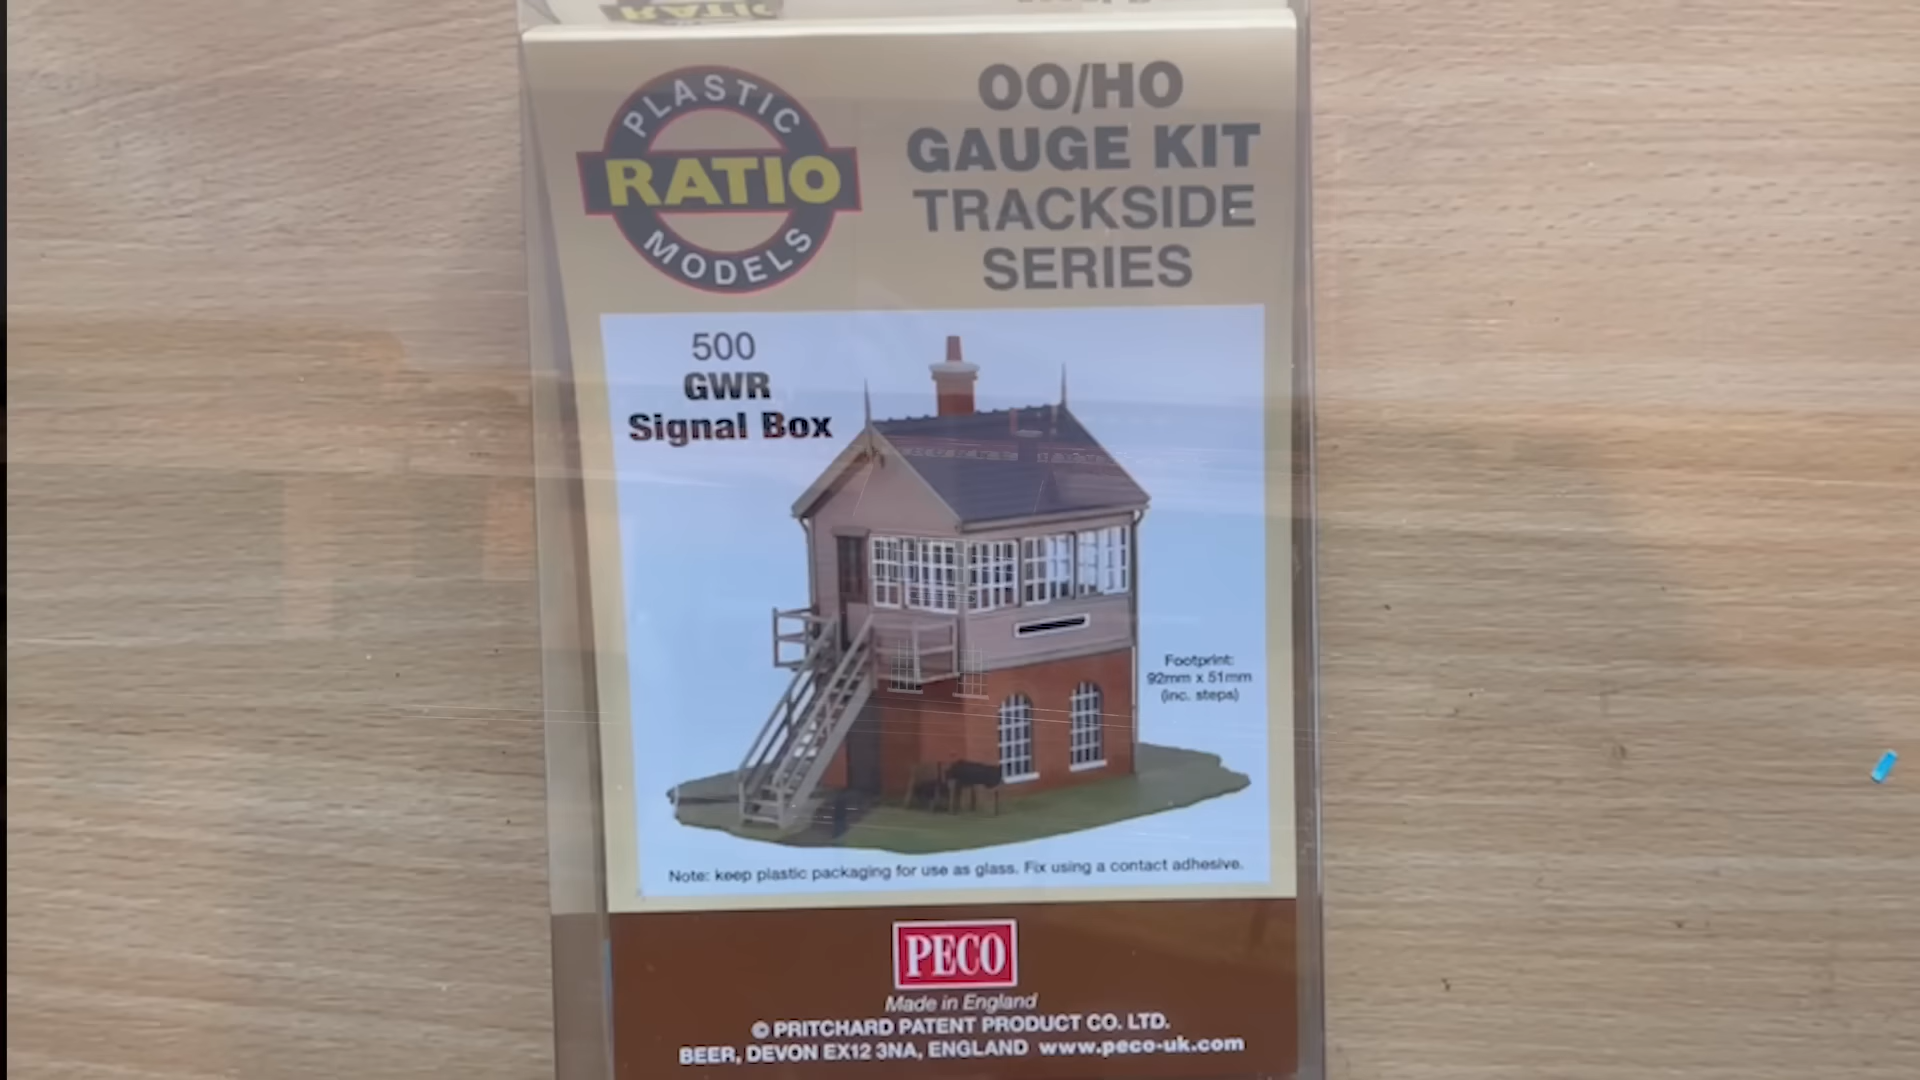 PLASTIC
RATIO
MODELS
OO/HO
GAUGE KIT
TRACKSIDE
SERIES
500
GWR
Signal Box
Footprint:
92mm x 51mm
(inc. steps)
Note: keep plastic packaging for use as glass. Fix using a contact adhesive.
PECO
Made in England
© PRITCHARD PATENT PRODUCT CO. LTD.
BEER, DEVON EX12 3NA, ENGLAND www.peco-uk.com